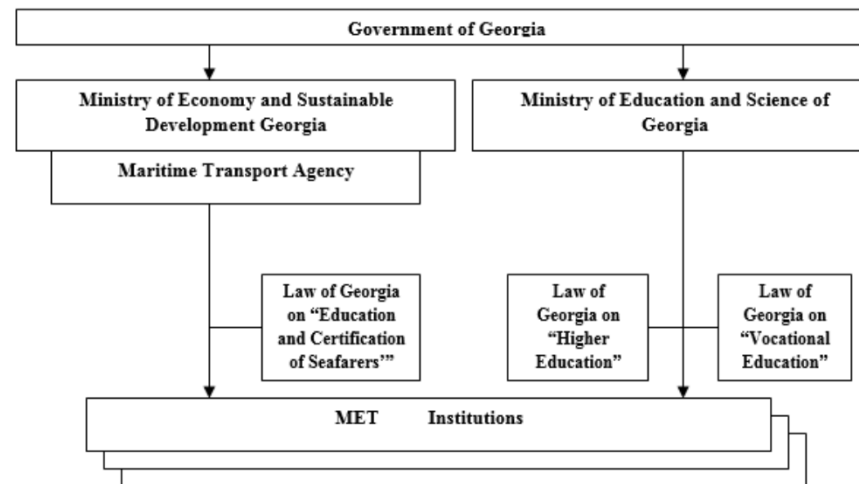 Government of Georgia
Ministry of Economy and Sustainable
Development Georgia
Ministry of Education and Science of
Georgia
Maritime Transport Agency
Law of Georgia
on “Education
and Certification
of Seafarers’”
Law of
Georgia on
“Higher
Education”
Law of
Georgia on
“Vocational
Education”
MET Institutions